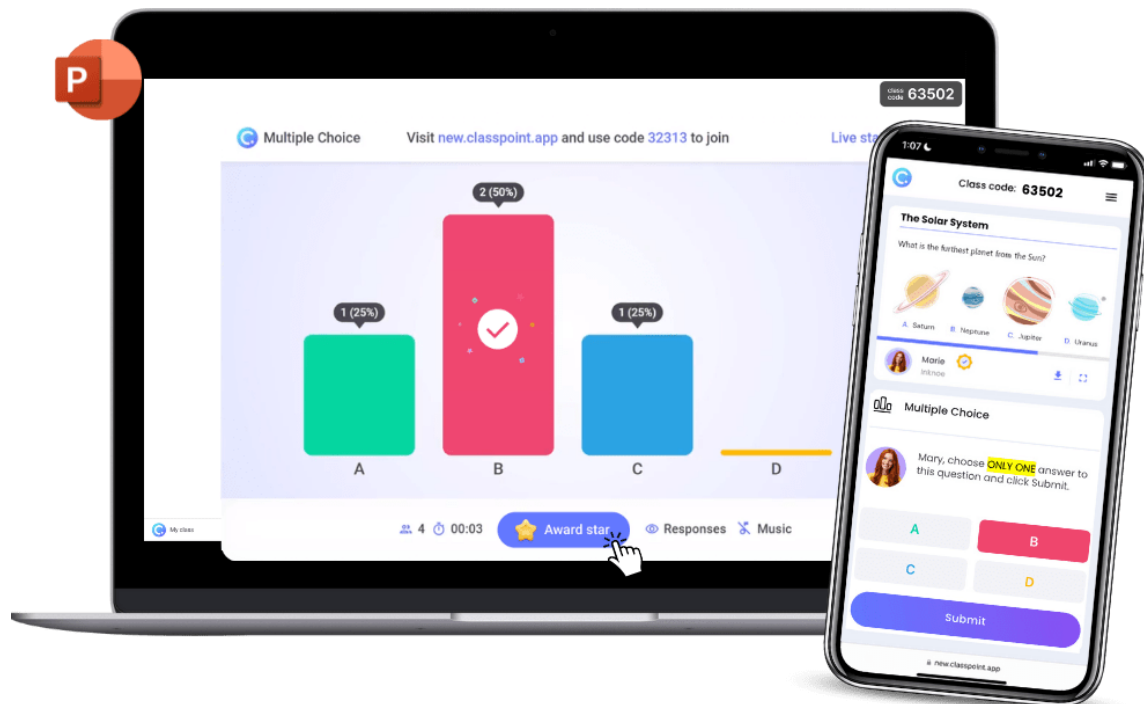 P
class code 63502
Multiple Choice
Visit new.classpoint.app and use code 32313 to join
Live sta
2 (50%)
1 (25%)
1 (25%)
A
B
C
D
My class
4
00:03
Award star
Responses
Music
1:07
Class code: 63502
The Solar System
What is the furthest planet from the Sun?
A. Saturn
B. Neptune
C. Jupiter
D. Uranus
Marie
Inknoe
Multiple Choice
Mary, choose ONLY ONE answer to
this question and click Submit.
A
B
C
D
Submit
new.classpoint.app